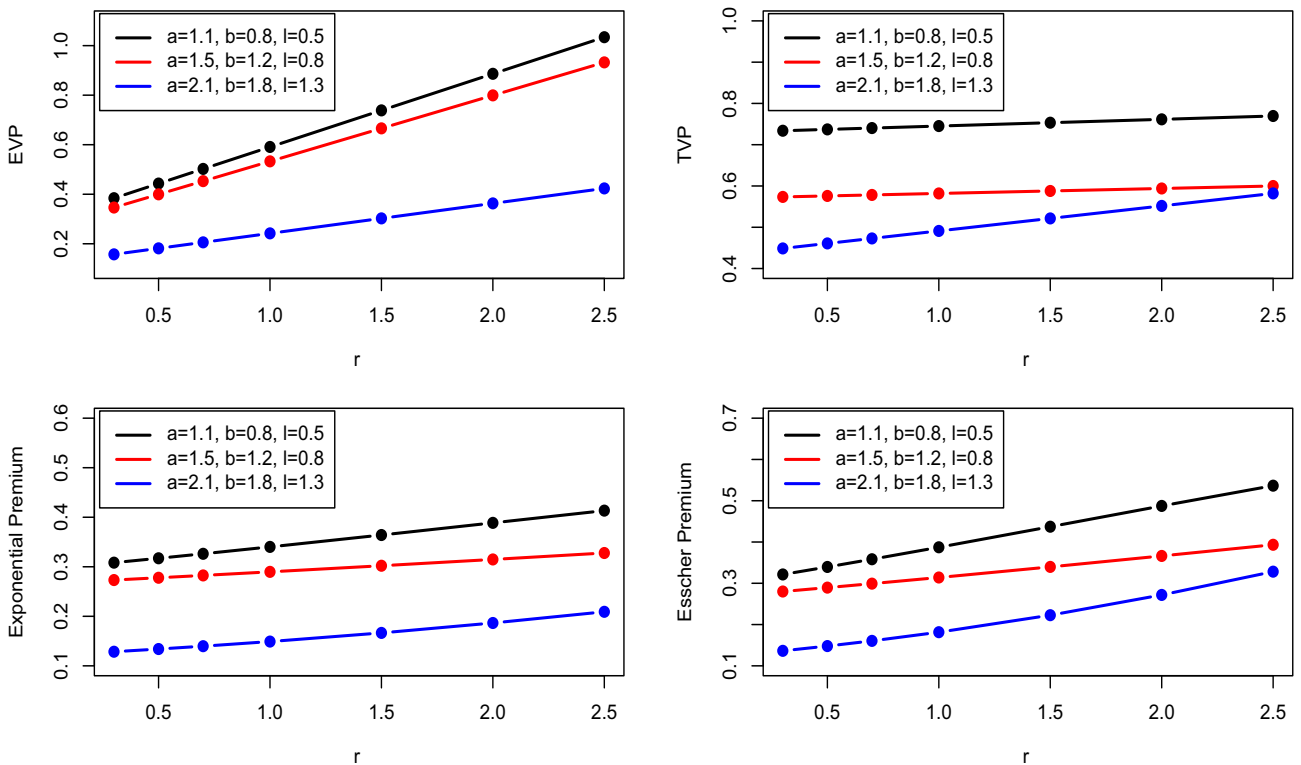 a=1.1, b=0.8, l=0.5
a=1.5, b=1.2, l=0.8
a=2.1, b=1.8, l=1.3
EVP
1.0
0.8
0.6
0.4
0.2
0.5 1.0 1.5 2.0 2.5
r
a=1.1, b=0.8, l=0.5
a=1.5, b=1.2, l=0.8
a=2.1, b=1.8, l=1.3
TVP
1.0
0.8
0.6
0.4
0.5 1.0 1.5 2.0 2.5
r
a=1.1, b=0.8, l=0.5
a=1.5, b=1.2, l=0.8
a=2.1, b=1.8, l=1.3
Exponential Premium
0.6
0.5
0.4
0.3
0.2
0.1
0.5 1.0 1.5 2.0 2.5
r
a=1.1, b=0.8, l=0.5
a=1.5, b=1.2, l=0.8
a=2.1, b=1.8, l=1.3
Esscher Premium
0.7
0.5
0.3
0.1
0.5 1.0 1.5 2.0 2.5
r